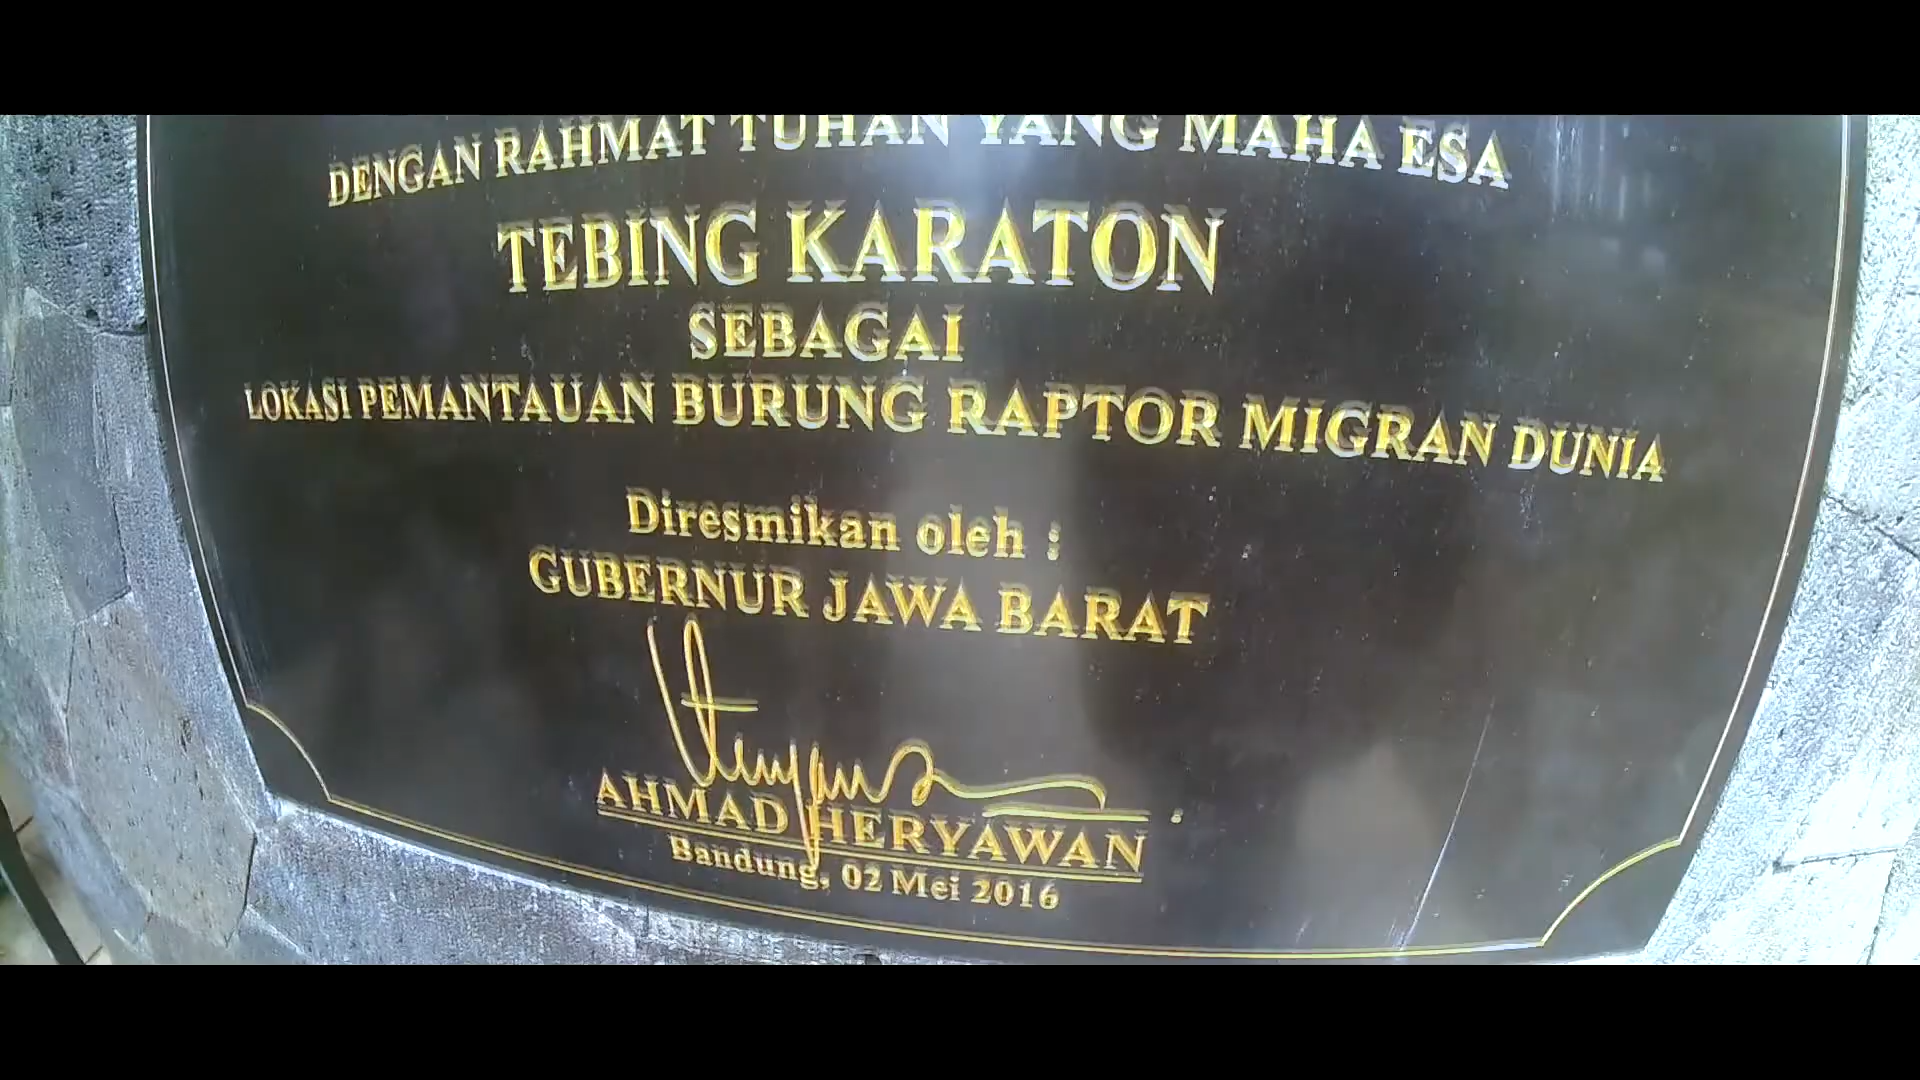 DENGAN RAHMAT TUHAN YANG MAHA ESA
TEBING KARATON
SEBAGAI
LOKASI PEMANTAUAN BURUNG RAPTOR MIGRAN DUNIA
Diresmikan oleh :
GUBERNUR JAWA BARAT
AHMAD HERYAWAN
Bandung, 02 Mei 2016